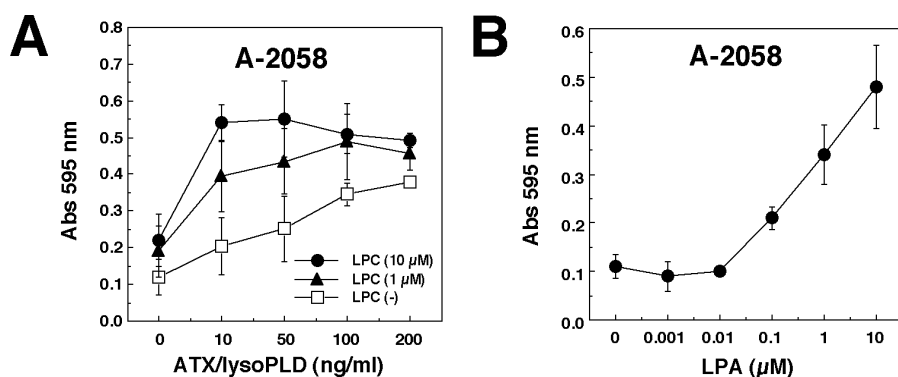 A
A-2058
Abs 595 nm
0.7
0.6
0.5
0.4
0.3
0.2
0.1
0.0
LPC (10 µM)
LPC (1 µM)
LPC (-)
0 10 50 100 200
ATX/lysoPLD (ng/ml)
B
A-2058
Abs 595 nm
0.6
0.5
0.4
0.3
0.2
0.1
0.0
0 0.001 0.01 0.1 1 10
LPA (µM)